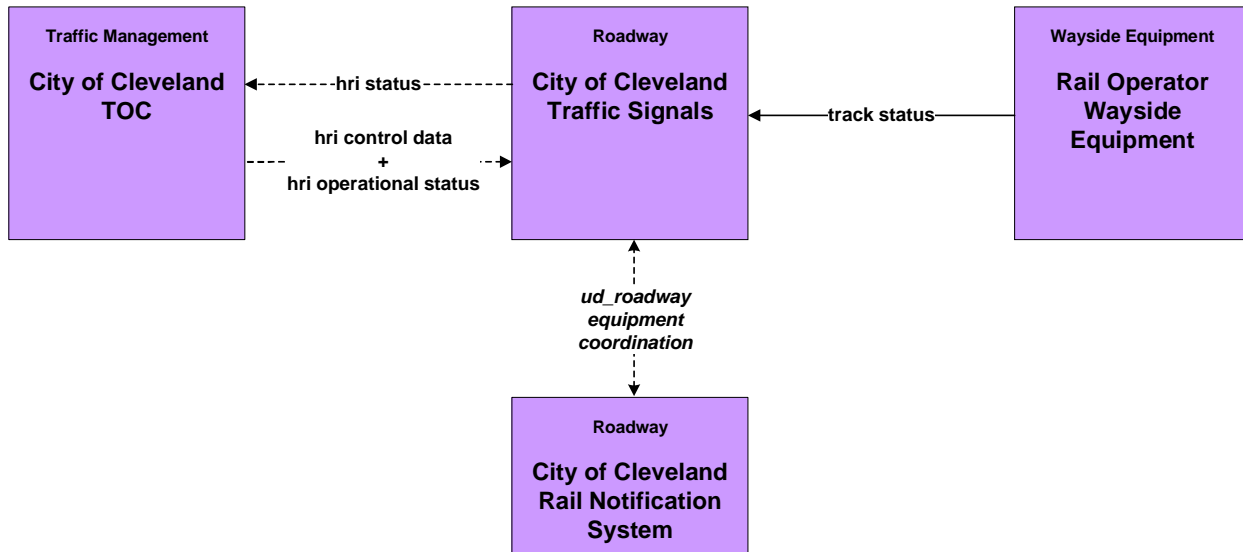 Traffic Management
City of Cleveland
TOC
hri status
hri control data
+
hri operational status
Roadway
City of Cleveland
Traffic Signals
track status
Wayside Equipment
Rail Operator
Wayside
Equipment
ud_roadway
equipment
coordination
Roadway
City of Cleveland
Rail Notification
System